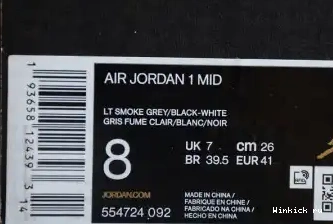 AIR JORDAN 1 MID
LT SMOKE GREY/BLACK-WHITE
GRIS FUME CLAIR/BLANC/NOIR
8
UK 7 cm 26
BR 39.5 EUR 41
JORDAN.COM
554724 092
MADE IN CHINA /
FABRIQUE EN CHINE /
FABRICADO NA CHINA /
HECHO EN CHINA
1 93658 12439 3 14